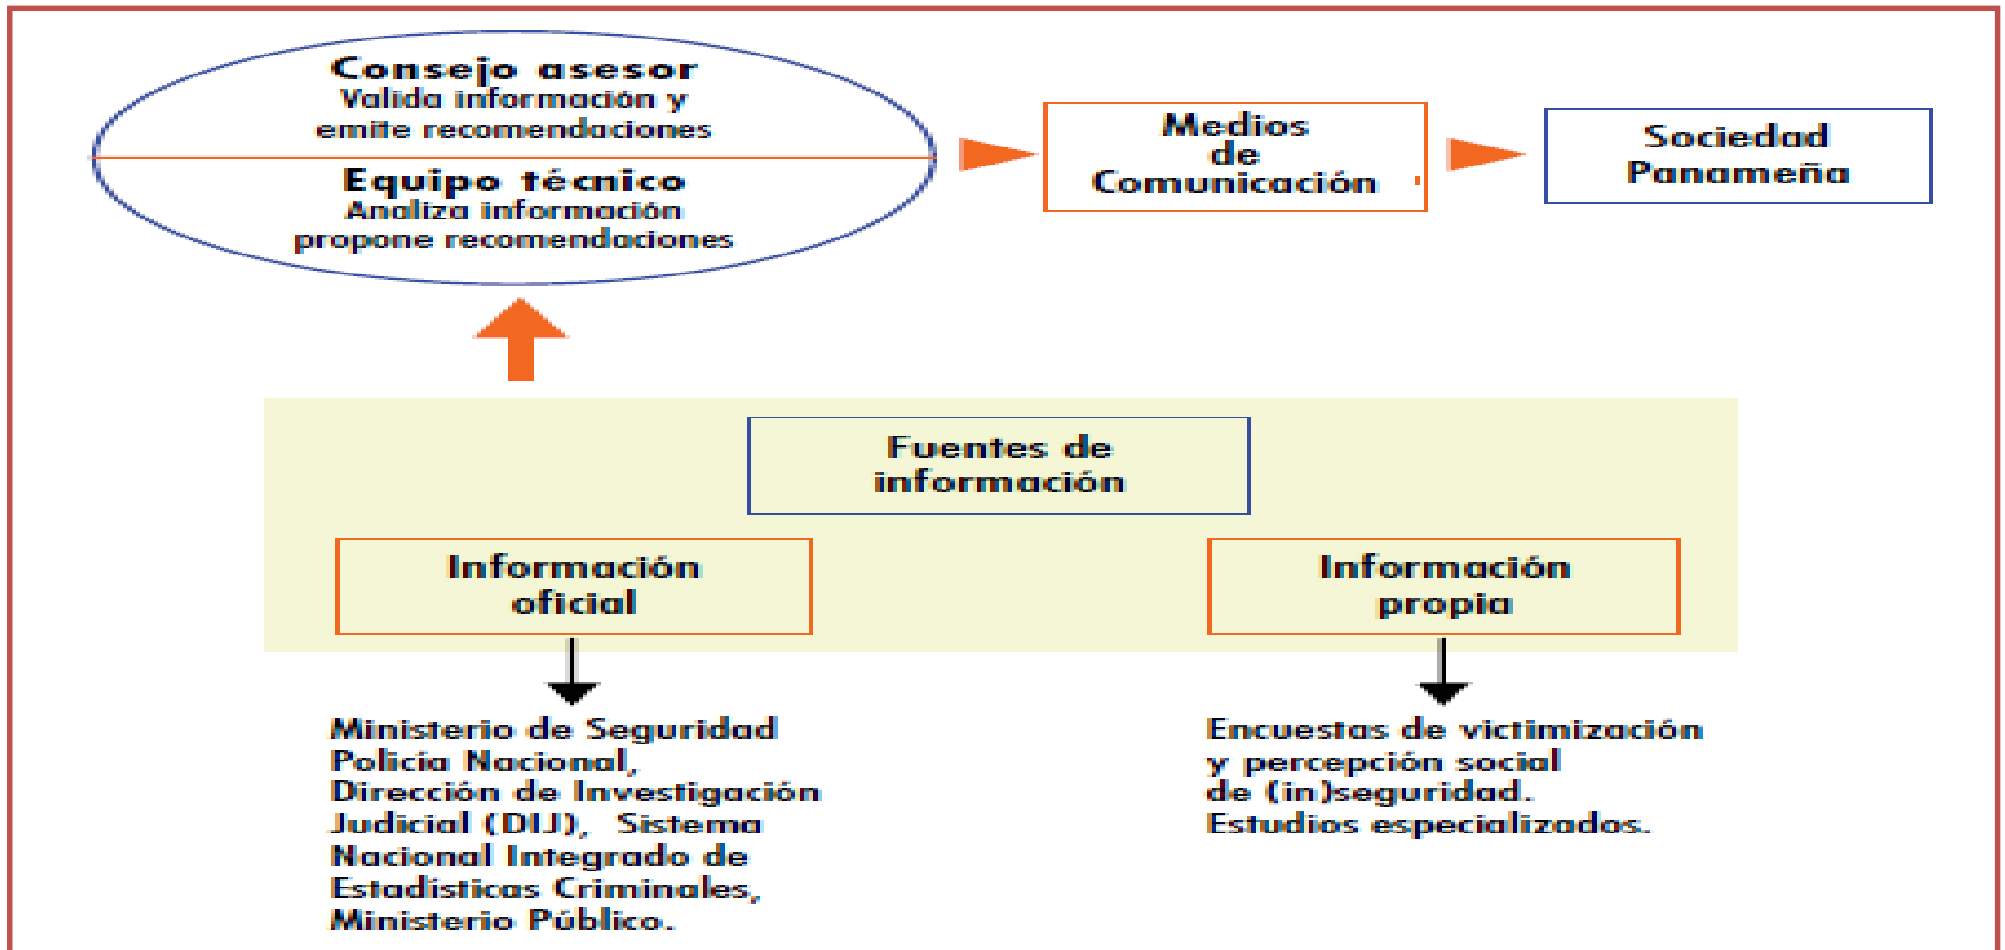 Consejo asesor
Valida información y
emite recomendaciones
Equipo técnico
Analiza información
propone recomendaciones
Medios
de
Comunicación
Sociedad
Panameña
Fuentes de
información
Información
oficial
Información
propia
Ministerio de Seguridad
Policía Nacional,
Dirección de Investigación
Judicial (DIJ), Sistema
Nacional Integrado de
Estadísticas Criminales,
Ministerio Público.
Encuestas de victimización
y percepción social
de (in)seguridad.
Estudios especializados.